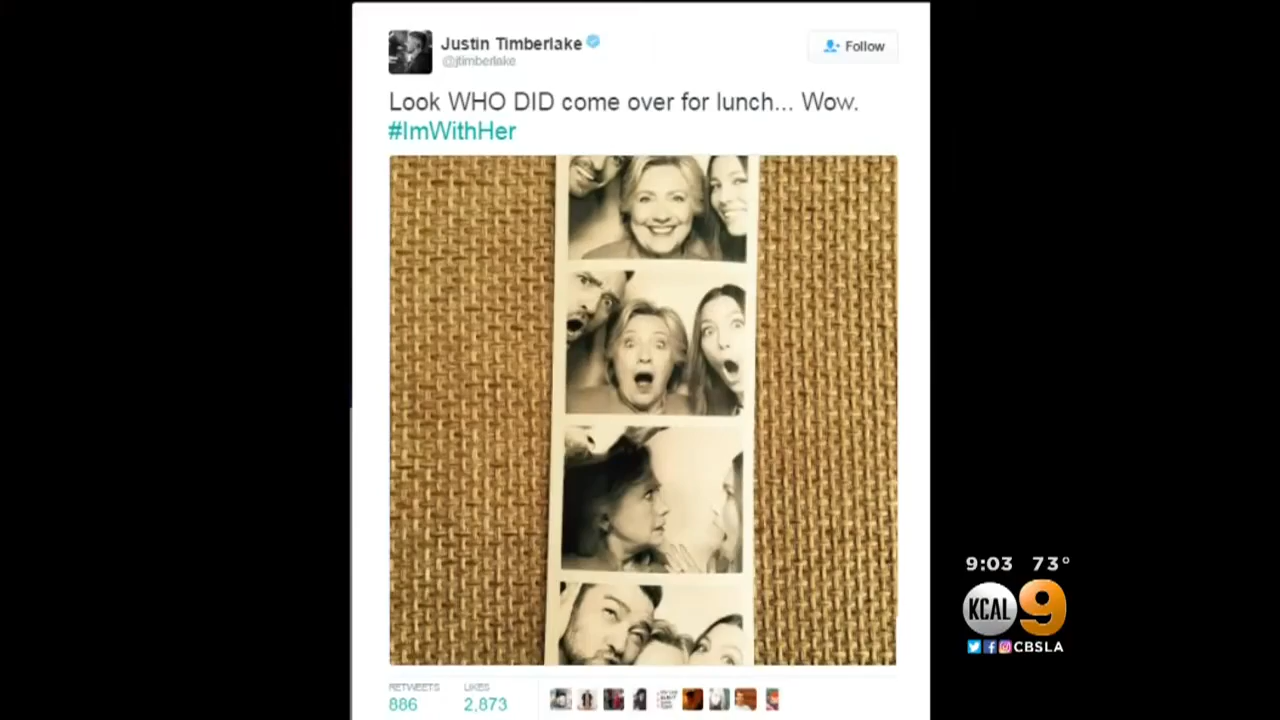 Justin Timberlake
@jtimberlake
Follow
Look WHO DID come over for lunch... Wow.
#ImWithHer
RETWEETS
886
LIKES
2,873
9:03 73°
KCAL 9
CBSLA